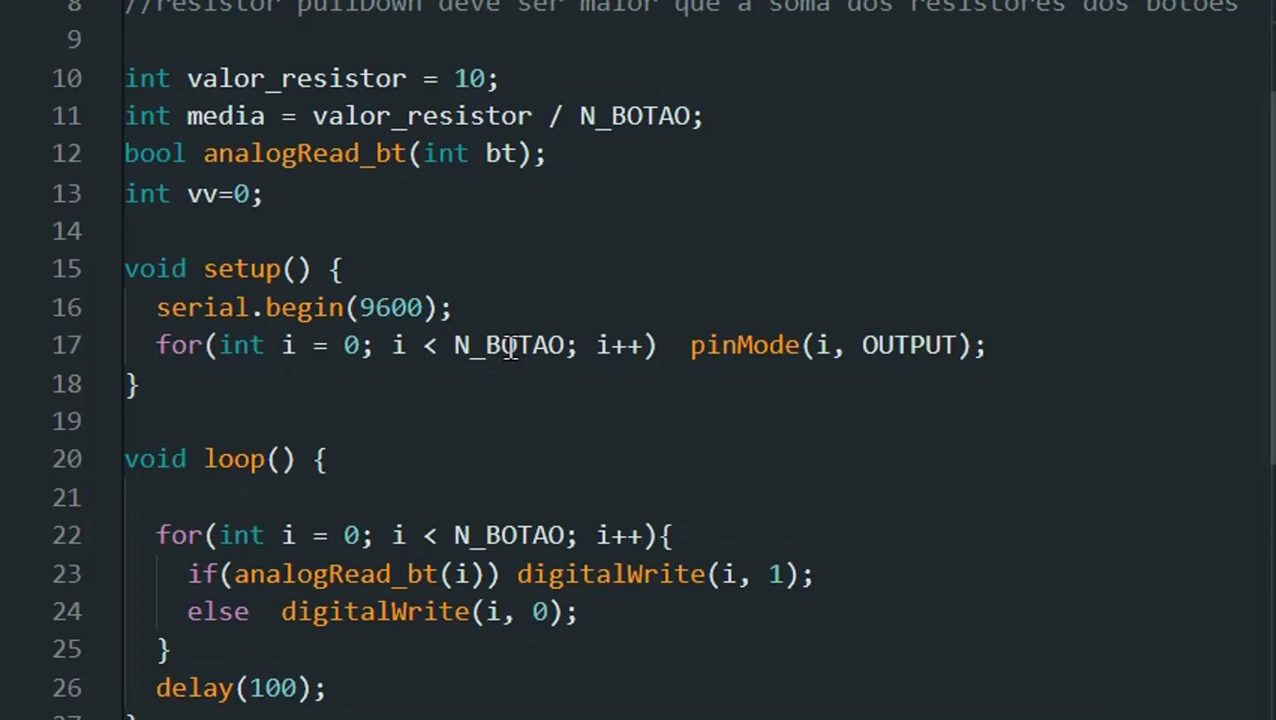 8 //resistor pullDown deve ser maior que a soma dos resistores dos botoes
9
10 int valor_resistor = 10;
11 int media = valor_resistor / N_BOTAO;
12 bool analogRead_bt(int bt);
13 int vv=0;
14
15 void setup() {
16   serial.begin(9600);
17   for(int i = 0; i < N_BOTAO; i++)  pinMode(i, OUTPUT);
18 }
19
20 void loop() {
21
22   for(int i = 0; i < N_BOTAO; i++){
23     if(analogRead_bt(i)) digitalWrite(i, 1);
24     else  digitalWrite(i, 0);
25   }
26   delay(100);
27 }